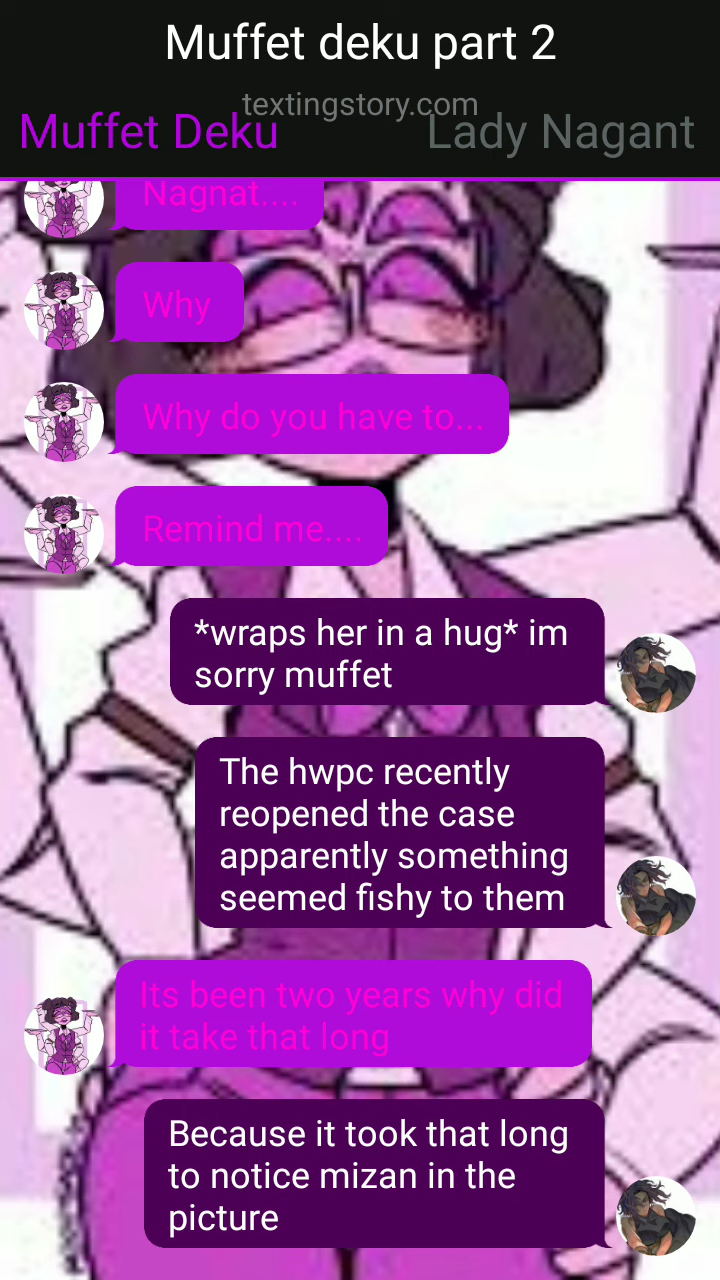 Muffet deku part 2
textingstory.com
Muffet Deku
Lady Nagant
Nagnat....
Why
Why do you have to...
Remind me....
*wraps her in a hug* im
sorry muffet
The hwpc recently
reopened the case
apparently something
seemed fishy to them
Its been two years why did
it take that long
Because it took that long
to notice mizan in the
picture